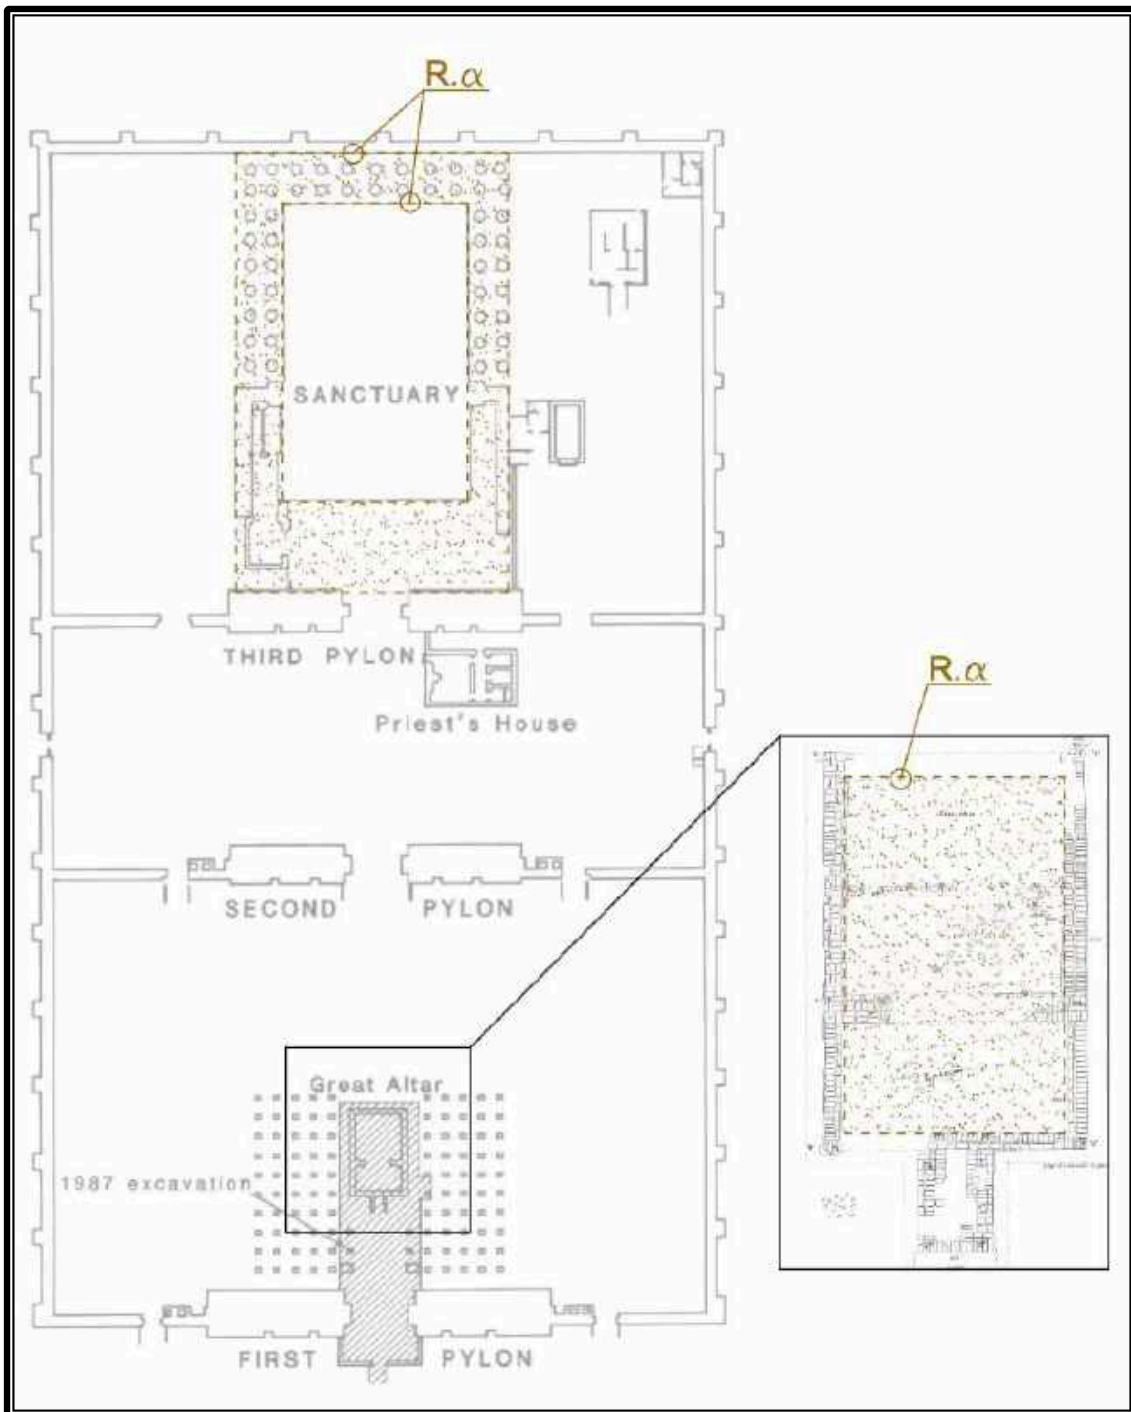 R.α
SANCTUARY
THIRD PYLON
Priest's House
R.α
SECOND PYLON
Great Altar
1987 excavation
FIRST PYLON